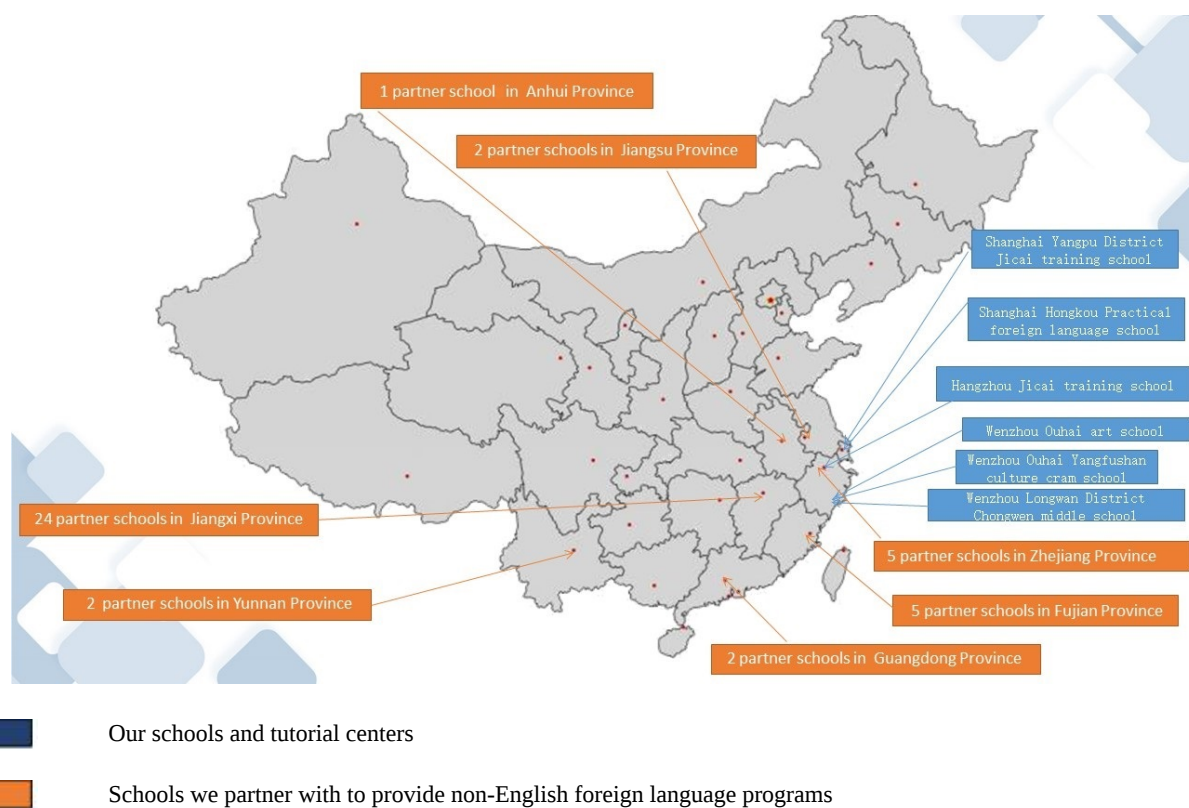 1 partner school in Anhui Province
2 partner schools in Jiangsu Province
Shanghai Yangpu District
Jicai training school
Shanghai Hongkou Practical
foreign language school
Hangzhou Jicai training school
Wenzhou Ouhai art school
Wenzhou Ouhai Yangfushan
culture cram school
Wenzhou Longwan District
Chongwen middle school
24 partner schools in Jiangxi Province
5 partner schools in Zhejiang Province
2 partner schools in Yunnan Province
5 partner schools in Fujian Province
2 partner schools in Guangdong Province
Our schools and tutorial centers
Schools we partner with to provide non-English foreign language programs